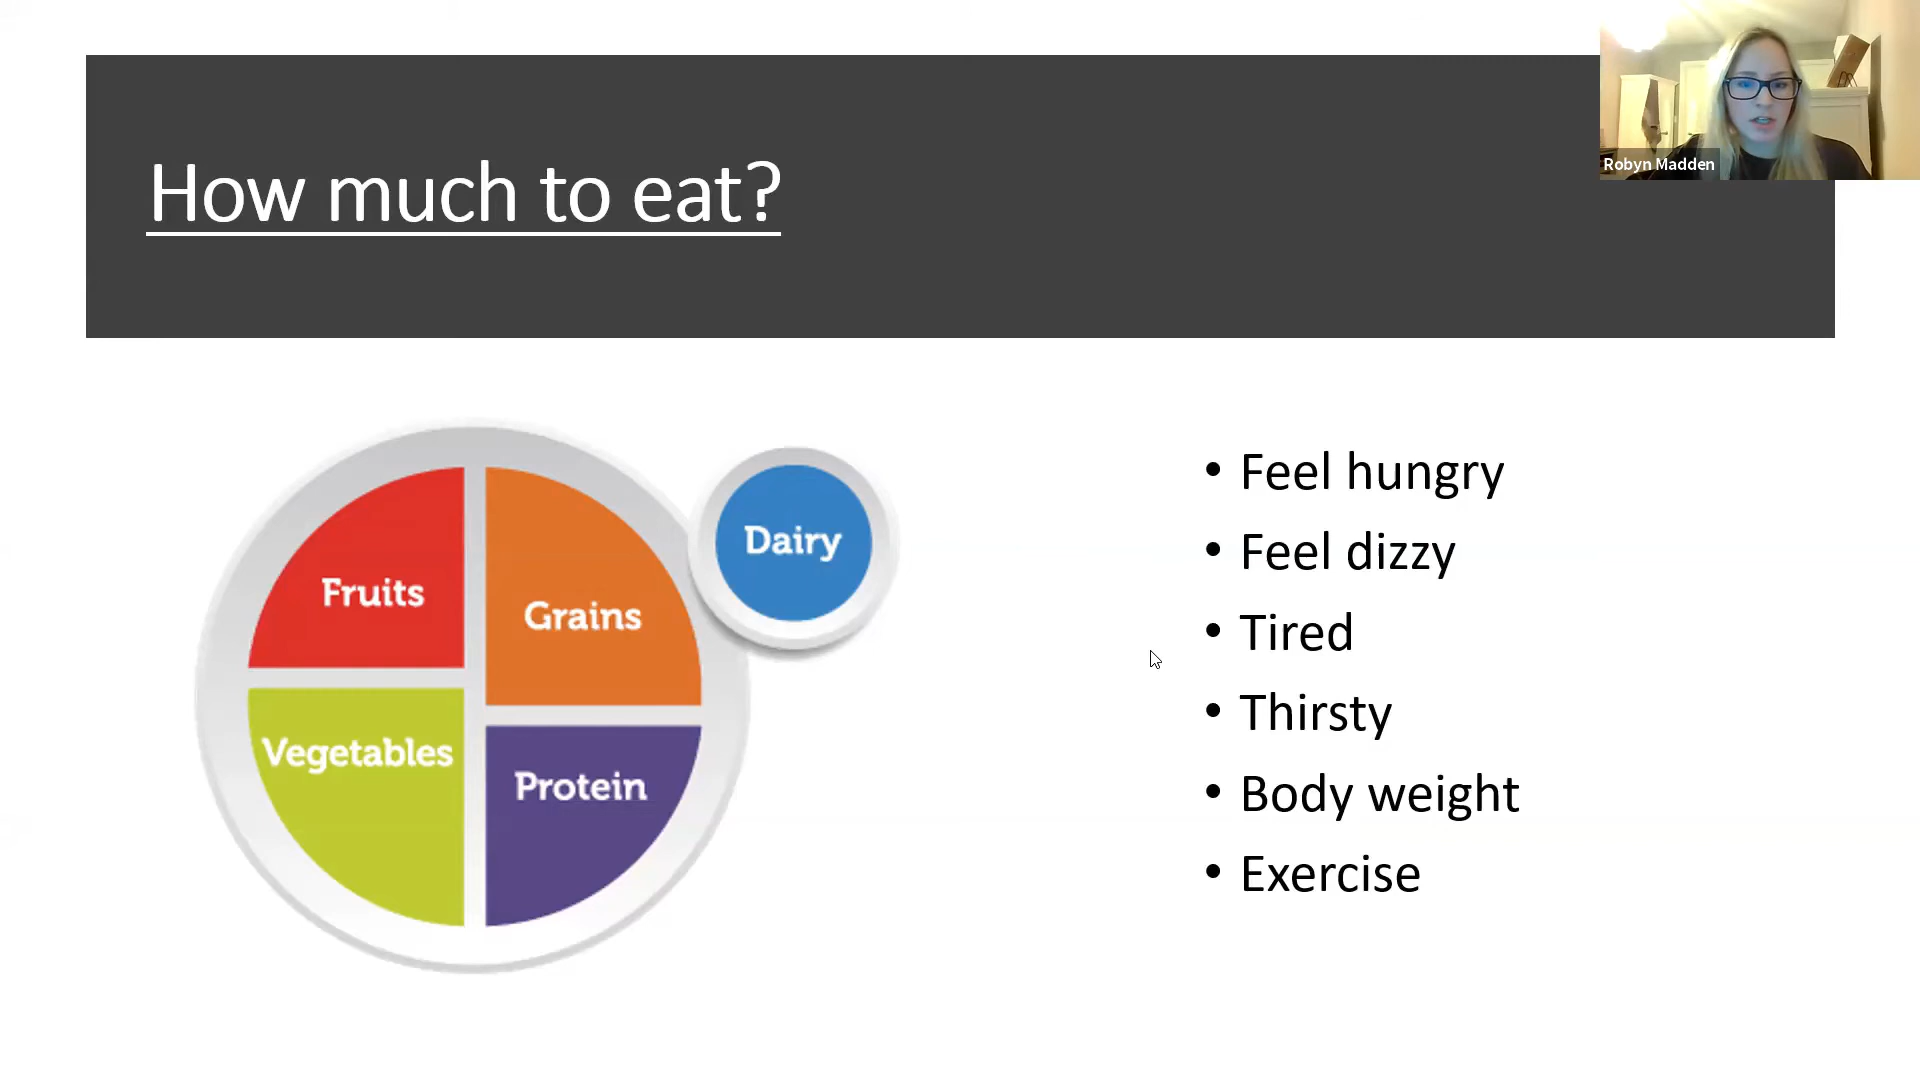 How much to eat?
Robyn Madden
Fruits
Grains
Dairy
Vegetables
Protein
• Feel hungry
• Feel dizzy
• Tired
• Thirsty
• Body weight
• Exercise